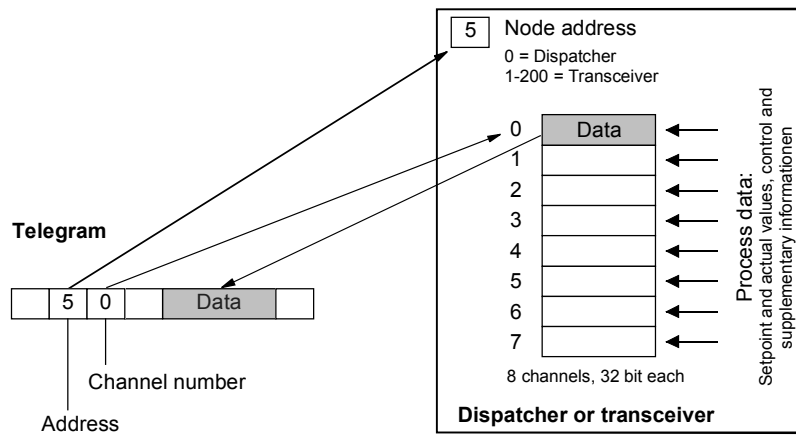 5 Node address
0 = Dispatcher
1-200 = Transceiver
0 Data
1
2
3
4
5
6
7
8 channels, 32 bit each
Dispatcher or transceiver
Process data:
Setpoint and actual values, control and
supplementary informationen
Telegram
5 0 Data
Channel number
Address